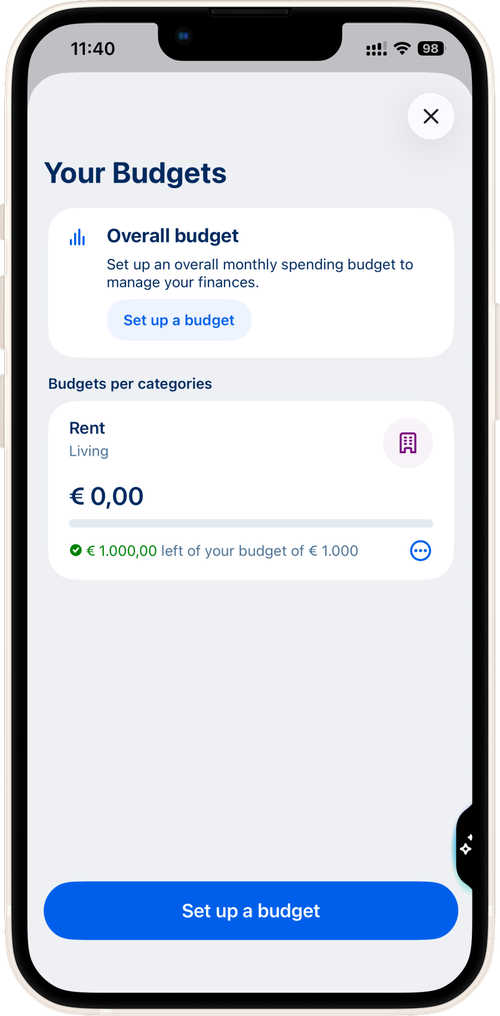 11:40
98
Your Budgets
Overall budget
Set up an overall monthly spending budget to
manage your finances.
Set up a budget
Budgets per categories
Rent
Living
€ 0,00
€ 1.000,00 left of your budget of € 1.000
Set up a budget